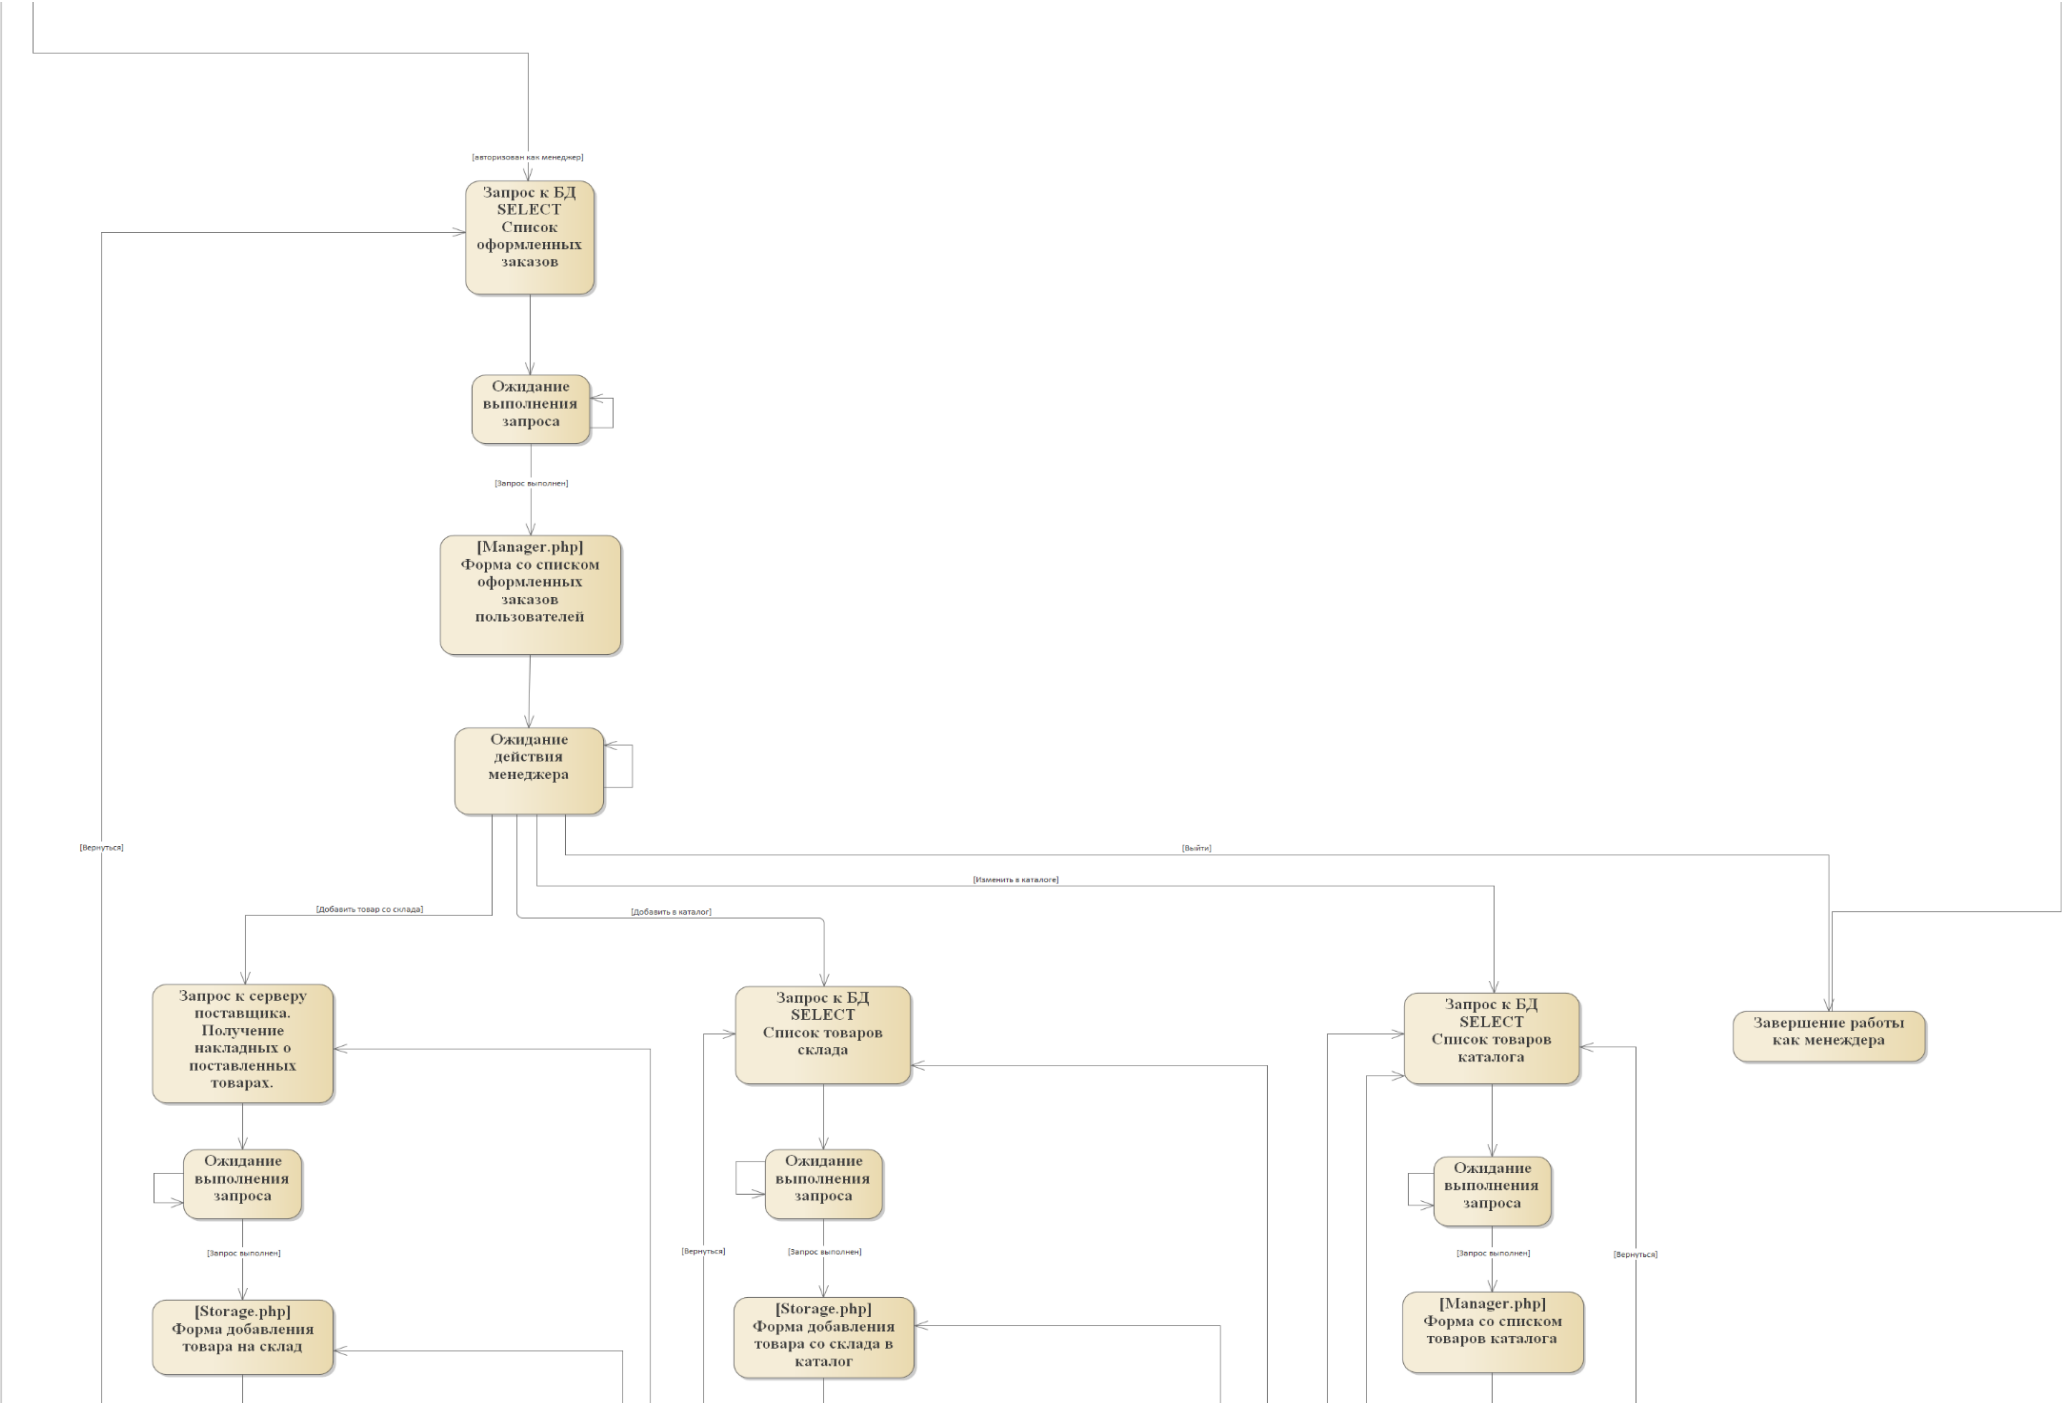 [авторизован как менеджер]
Запрос к БД
SELECT
Список
оформленных
заказов
Ожидание
выполнения
запроса
[Запрос выполнен]
[Manager.php]
Форма со списком
оформленных
заказов
пользователей
Ожидание
действия
менеджера
[Вернуться]
[Выйти]
[Изменить в каталоге]
[Добавить товар со склада]
[Добавить в каталог]
Запрос к серверу
поставщика.
Получение
накладных о
поставленных
товарах.
Запрос к БД
SELECT
Список товаров
склада
Запрос к БД
SELECT
Список товаров
каталога
Завершение работы
как менеждера
Ожидание
выполнения
запроса
Ожидание
выполнения
запроса
Ожидание
выполнения
запроса
[Запрос выполнен]
[Вернуться]
[Запрос выполнен]
[Запрос выполнен]
[Вернуться]
[Storage.php]
Форма добавления
товара на склад
[Storage.php]
Форма добавления
товара со склада в
каталог
[Manager.php]
Форма со списком
товаров каталога